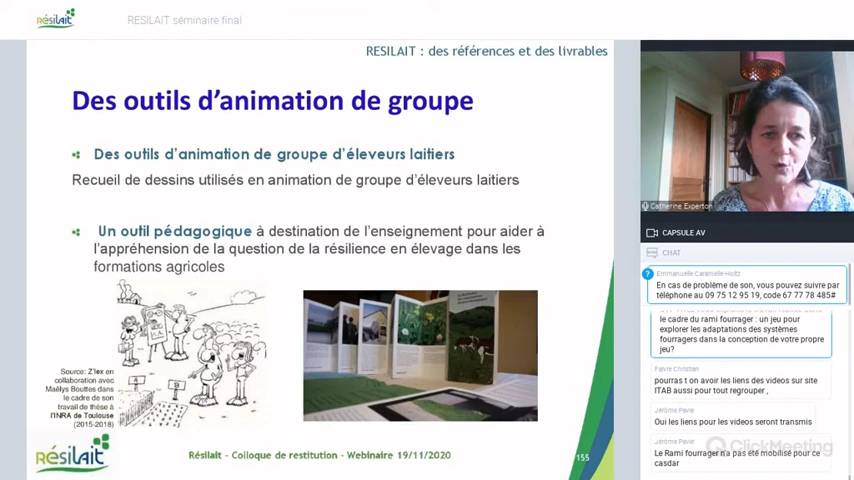 Résilait
RESILAIT séminaire final
RESILAIT : des références et des livrables
Des outils d'animation de groupe
Des outils d'animation de groupe d'éleveurs laitiers
Recueil de dessins utilisés en animation de groupe d'éleveurs laitiers
Un outil pédagogique à destination de l'enseignement pour aider à
l'appréhension de la question de la résilience en élevage dans les
formations agricoles
Source: Z'lex en
collaboration avec
Maëlys Bouttes dans
le cadre de son
travail de thèse à
l'INRA de Toulouse
(2015-2018)
A
B
Résilait
Résilait - Colloque de restitution - Webinaire 19/11/2020
155
Catherine Experton
CAPSULE AV
CHAT
Emmanuelle Caramelle-Holtz
En cas de problème de son, vous pouvez suivre par
téléphone au 09 75 12 95 19, code 67 77 78 485#
le cadre du rami fourrager : un jeu pour
explorer les adaptations des systèmes
fourragers dans la conception de votre propre
jeu?
Faivre Christian
pourras t on avoir les liens des videos sur site
ITAB aussi pour tout regrouper ,
Jérôme Pavie
Oui les liens pour les videos seront transmis
Jérôme Pavie
Le Rami fourrager n'a pas été mobilisé pour ce
casdar
ClickMeeting